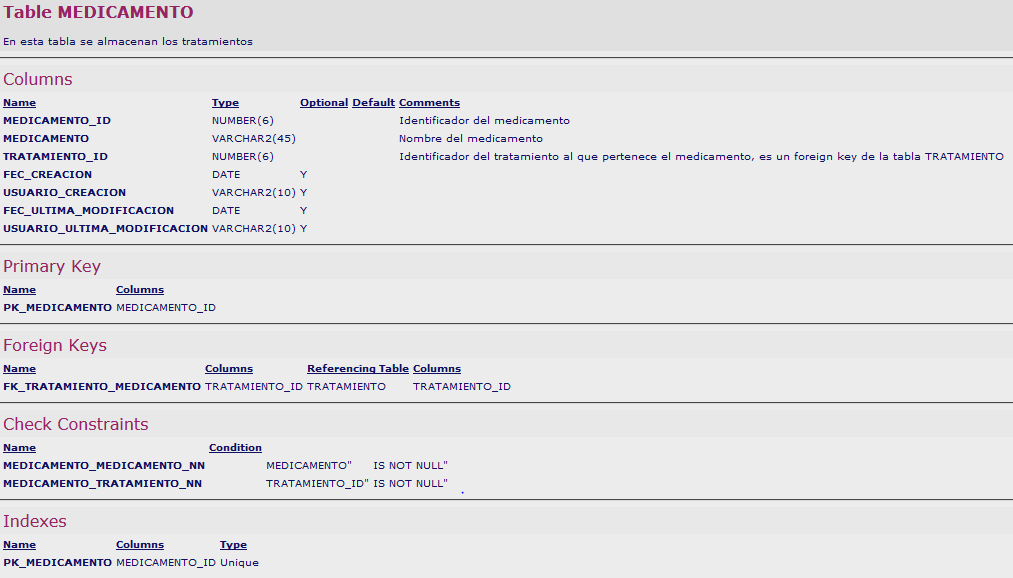 Table MEDICAMENTO
En esta tabla se almacenan los tratamientos
Columns
Name Type Optional Default Comments
MEDICAMENTO_ID NUMBER(6) Identificador del medicamento
MEDICAMENTO VARCHAR2(45) Nombre del medicamento
TRATAMIENTO_ID NUMBER(6) Identificador del tratamiento al que pertenece el medicamento, es un foreign key de la tabla TRATAMIENTO
FEC_CREACION DATE Y
USUARIO_CREACION VARCHAR2(10) Y
FEC_ULTIMA_MODIFICACION DATE Y
USUARIO_ULTIMA_MODIFICACION VARCHAR2(10) Y
Primary Key
Name Columns
PK_MEDICAMENTO MEDICAMENTO_ID
Foreign Keys
Name Columns Referencing Table Columns
FK_TRATAMIENTO_MEDICAMENTO TRATAMIENTO_ID TRATAMIENTO TRATAMIENTO_ID
Check Constraints
Name Condition
MEDICAMENTO_MEDICAMENTO_NN MEDICAMENTO" IS NOT NULL"
MEDICAMENTO_TRATAMIENTO_NN TRATAMIENTO_ID" IS NOT NULL"
Indexes
Name Columns Type
PK_MEDICAMENTO MEDICAMENTO_ID Unique